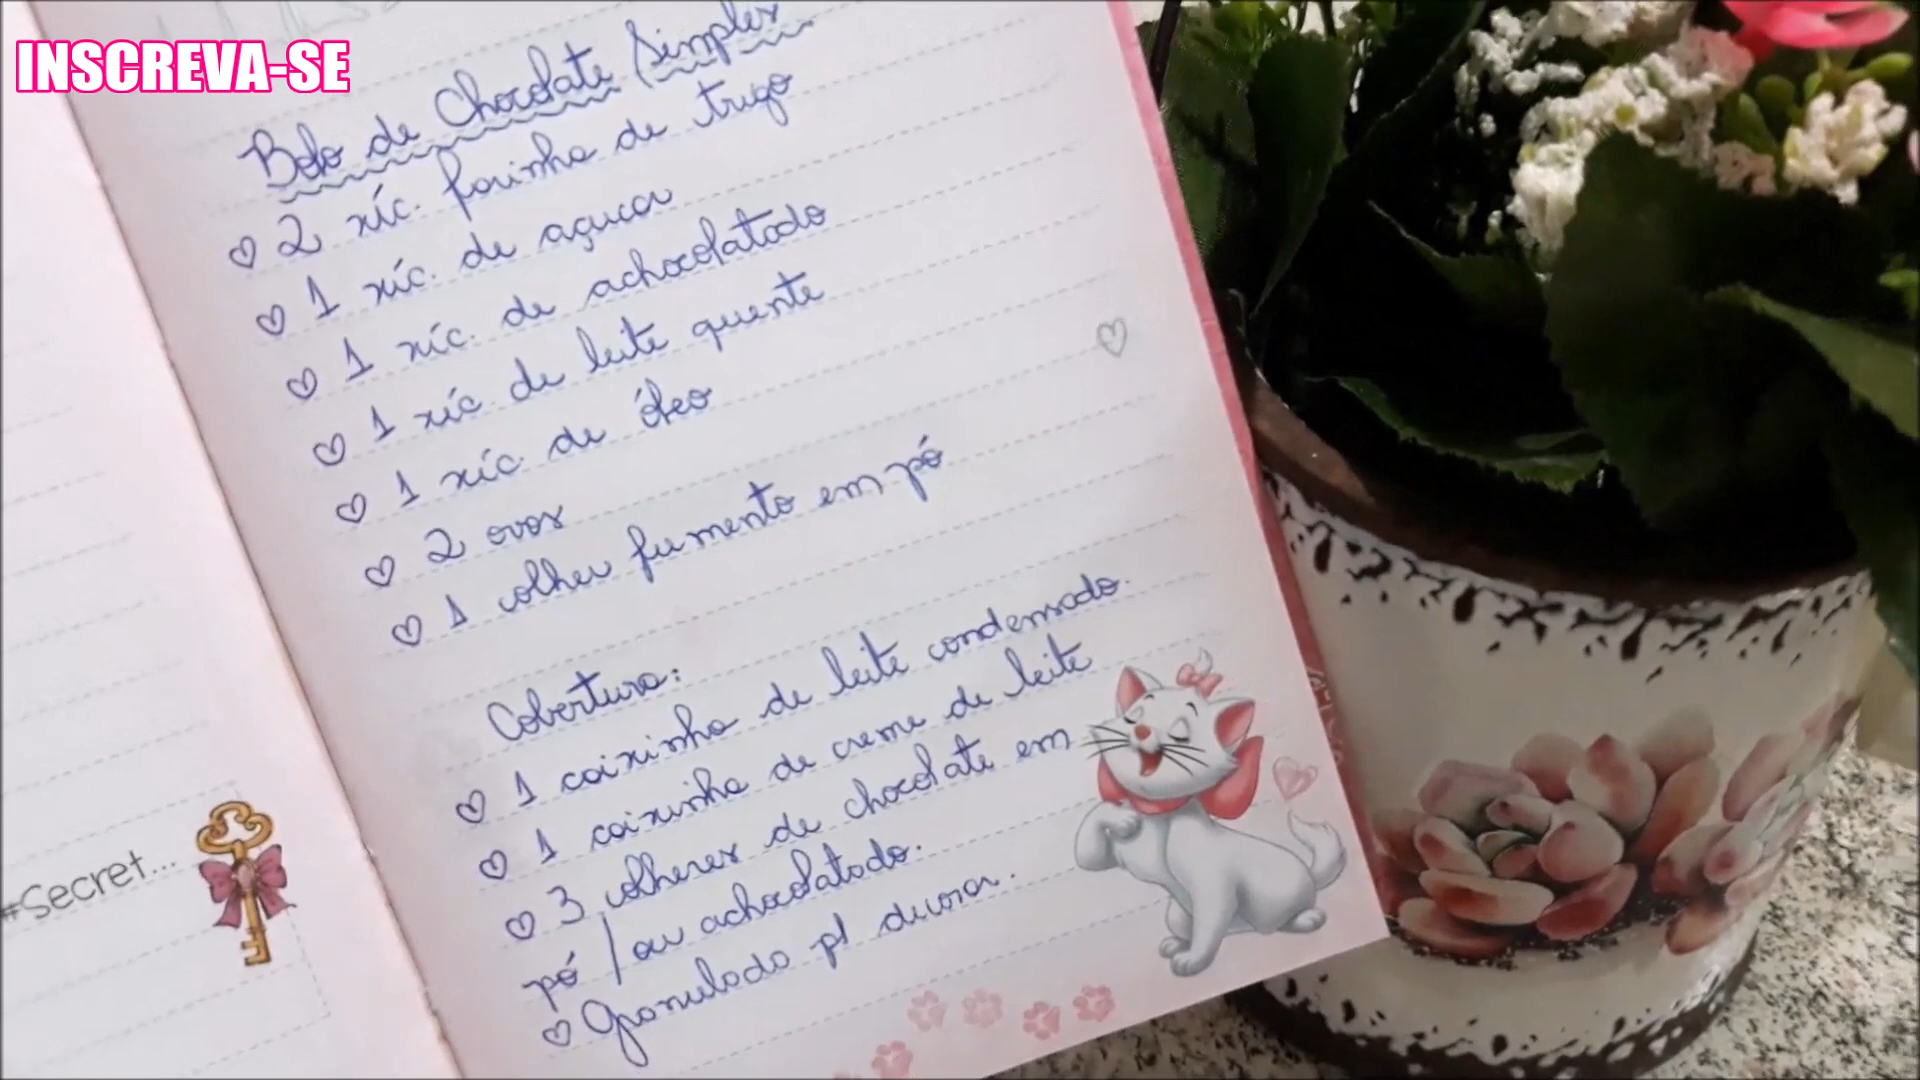 INSCREVA-SE
Bolo de Chocolate (Simples
2 xíc. farinha de trigo
1 xíc. de açucar
1 xíc. de achocolatado
1 xíc de leite quente
1 xíc. de óleo
2 ovos
1 colher fermento em pó
Cobertura:
1 caixinha de leite condensado.
1 caixinha de creme de leite
3 colheres de chocolate em
pó / ou achocolatado.
Granulado p/ decorar.
#Secret...